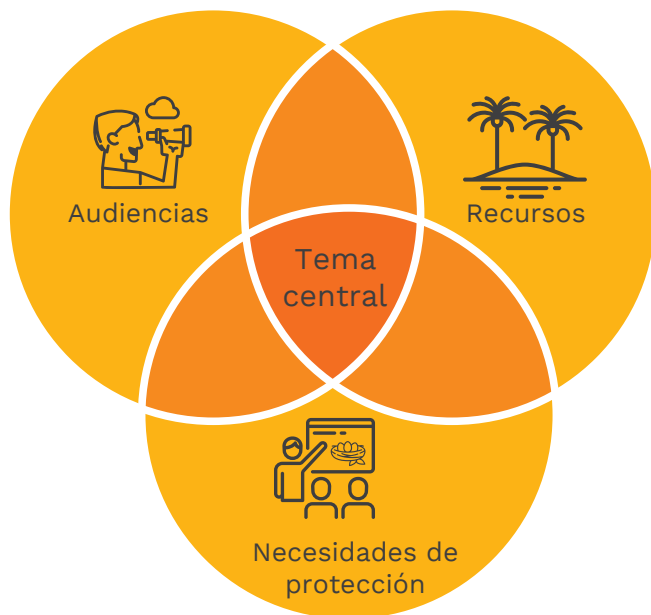 Audiencias
Recursos
Tema
central
Necesidades de
protección